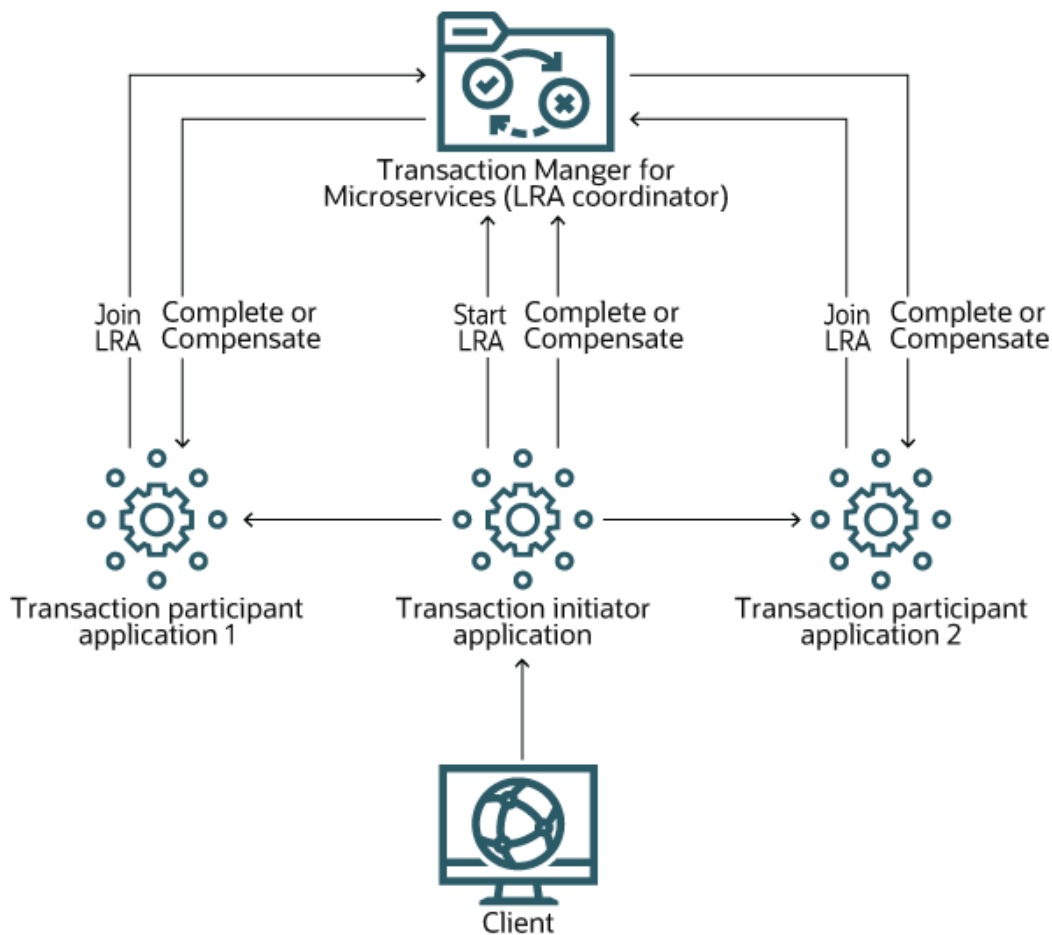 Transaction Manger for
Microservices (LRA coordinator)
Join
LRA
Complete or
Compensate
Start
LRA
Complete or
Compensate
Join
LRA
Complete or
Compensate
Transaction participant
application 1
Transaction initiator
application
Transaction participant
application 2
Client